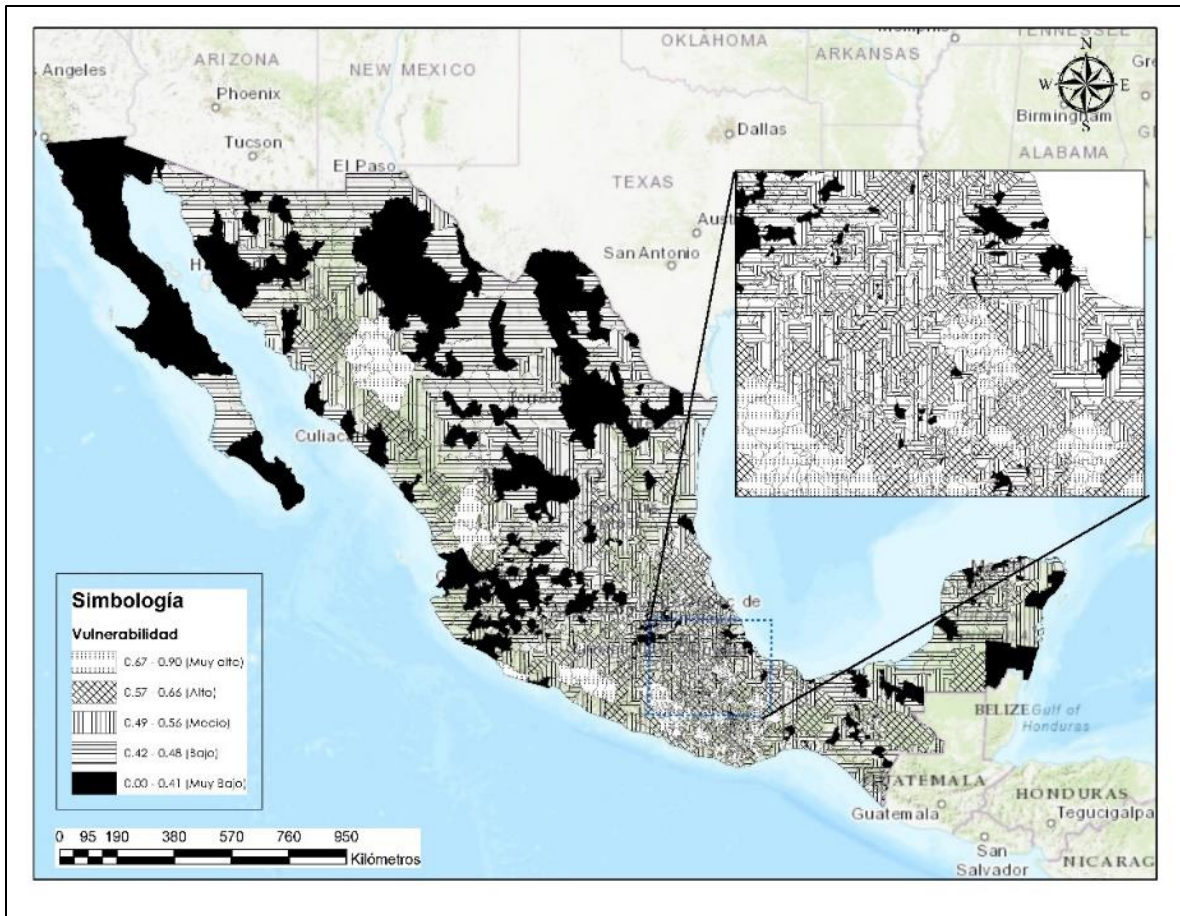 OKLAHOMA
TENNESSEE
ARIZONA
ARKANSAS
s Angeles
NEW MEXICO
N
Phoenix
W
E
S
Birmingham
Dallas
Tucson
ALABAMA
El Paso
TEXAS
Aust
San Antonio
Culiacá
Simbología
Vulnerabilidad
0.67 - 0.90 (Muy alto)
0.57 - 0.66 (Alto)
0.49 - 0.56 (Medio)
0.42 - 0.48 (Bajo)
0.00 - 0.41 (Muy Bajo)
BELIZE
Gulf of
Honduras
GUATEMALA
HONDURAS
Guatemala
Tegucigalpa
San
Salvador
NICARAG
0 95 190 380 570 760 950
Kilómetros